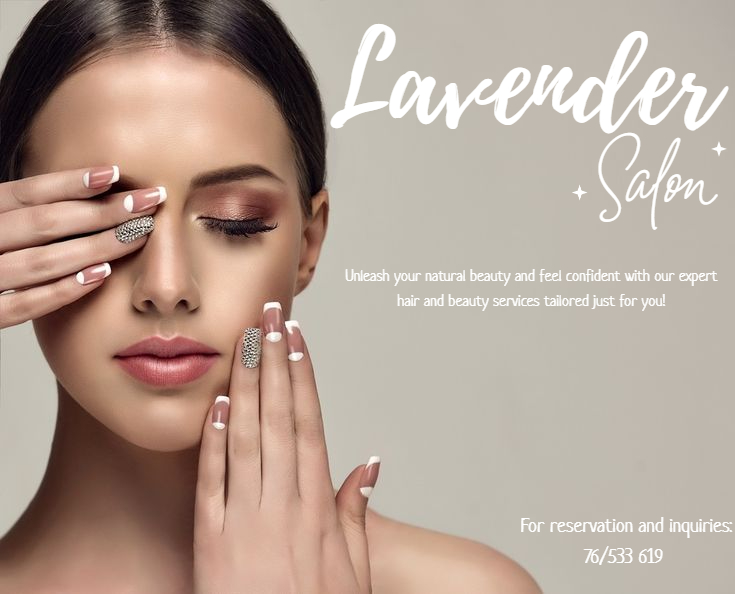 Lavender
Salon
Unleash your natural beauty and feel confident with our expert
hair and beauty services tailored just for you!
For reservation and inquiries:
76/533 619